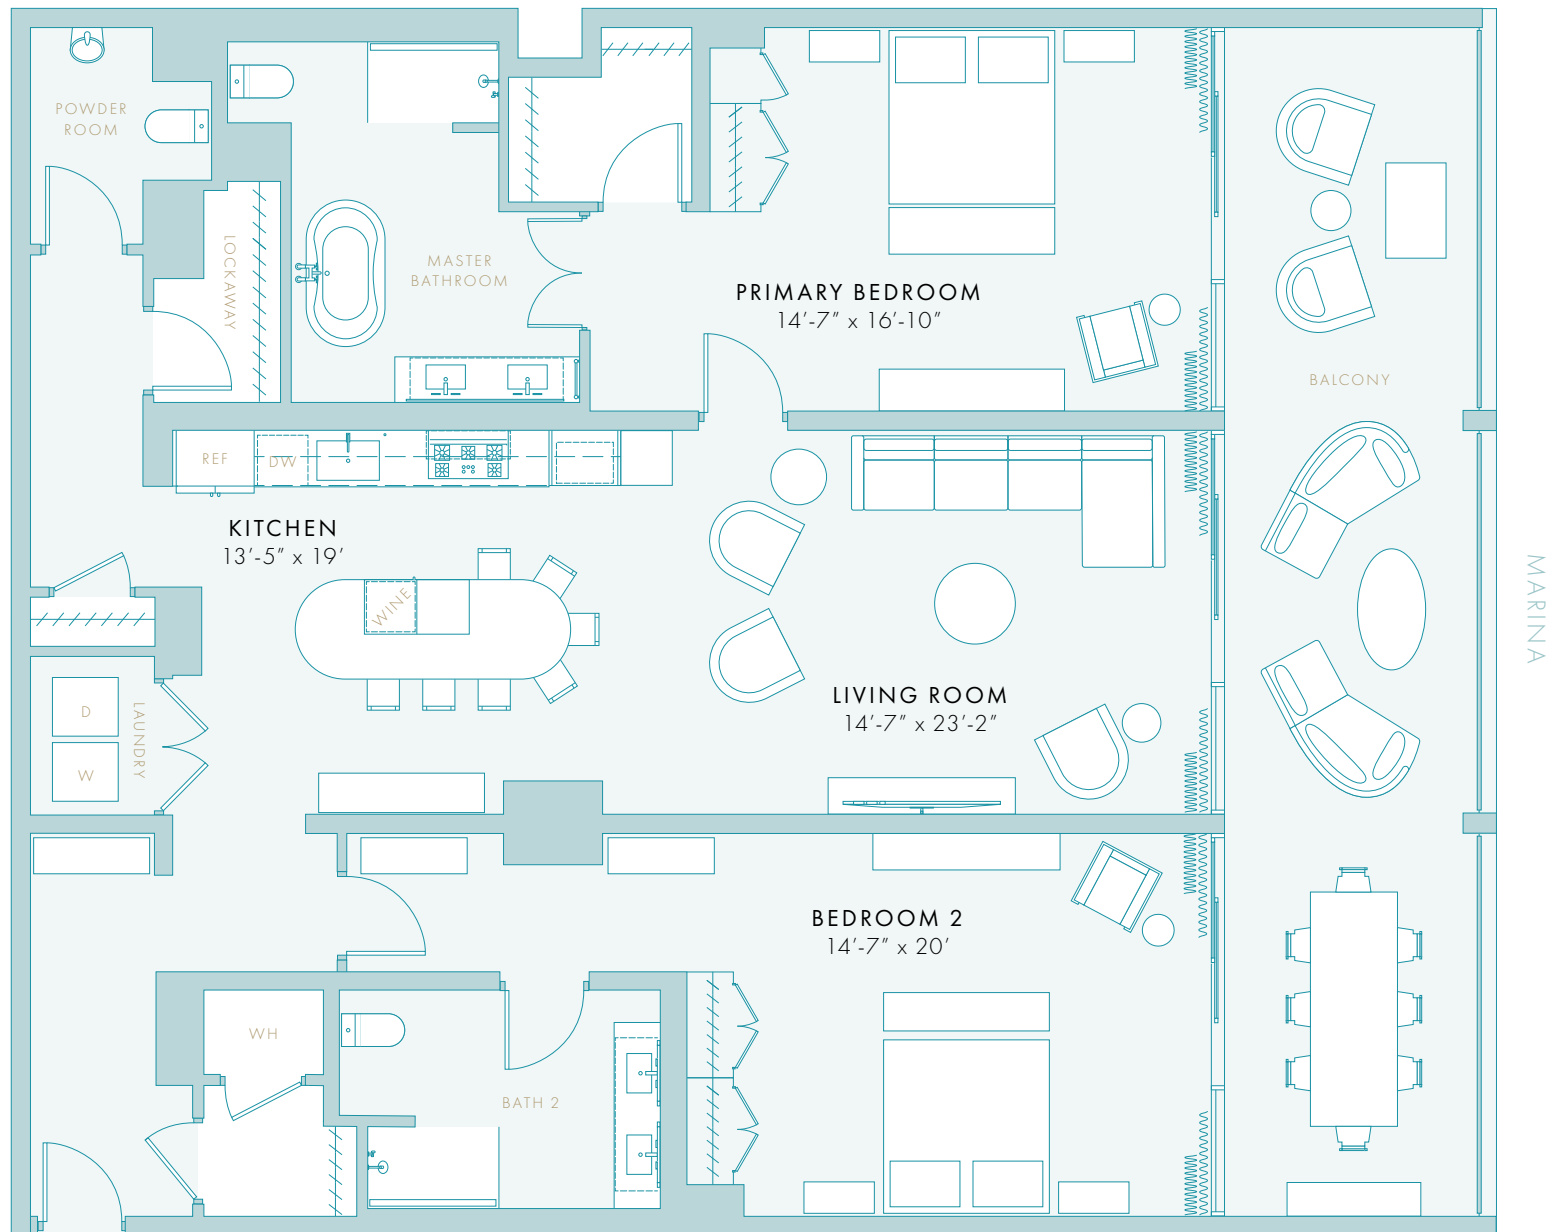 POWDER
ROOM
LOCKAWAY
MASTER
BATHROOM
PRIMARY BEDROOM
14’-7” x 16’-10”
BALCONY
REF
DW
KITCHEN
13’-5” x 19’
WINE
MARINA
LIVING ROOM
14’-7” x 23’-2”
D
W
LAUNDRY
BEDROOM 2
14’-7” x 20’
WH
BATH 2